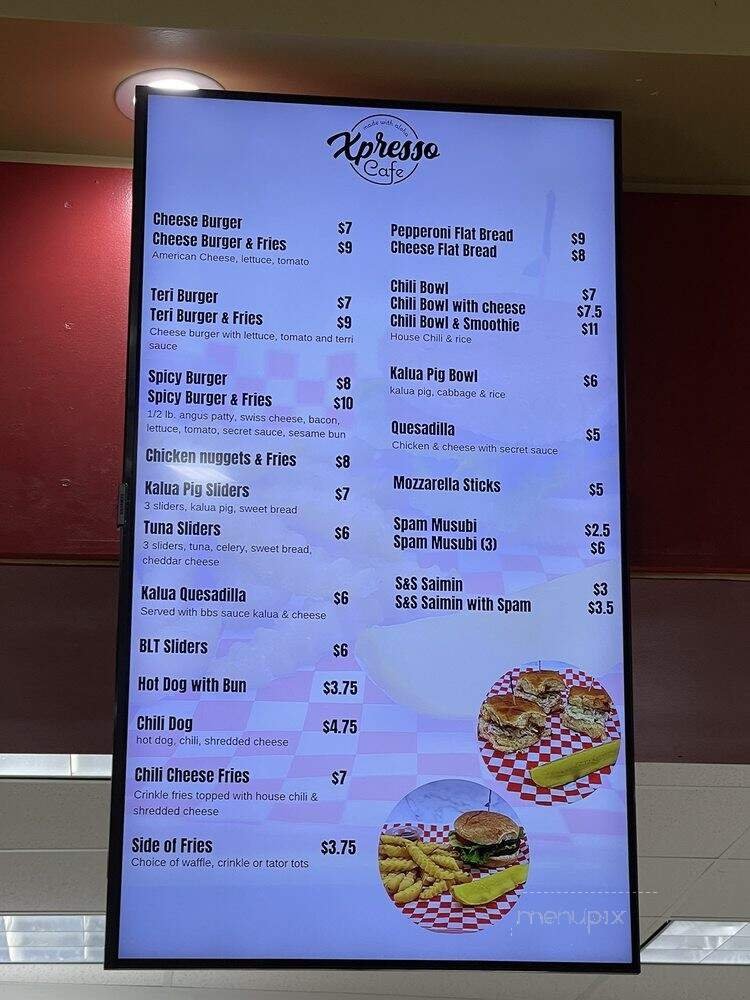 made with aloha
Xpresso
Cafe
Cheese Burger $7
Cheese Burger & Fries $9
American Cheese, lettuce, tomato
Teri Burger $7
Teri Burger & Fries $9
Cheese burger with lettuce, tomato and terri
sauce
Spicy Burger $8
Spicy Burger & Fries $10
1/2 lb. angus patty, swiss cheese, bacon,
lettuce, tomato, secret sauce, sesame bun
Chicken nuggets & Fries $8
Kalua Pig Sliders $7
3 sliders, kalua pig, sweet bread
Tuna Sliders $6
3 sliders, tuna, celery, sweet bread,
cheddar cheese
Kalua Quesadilla $6
Served with bbs sauce kalua & cheese
BLT Sliders $6
Hot Dog with Bun $3.75
Chili Dog $4.75
hot dog, chili, shredded cheese
Chili Cheese Fries $7
Crinkle fries topped with house chili &
shredded cheese
Side of Fries $3.75
Choice of waffle, crinkle or tator tots
Pepperoni Flat Bread $9
Cheese Flat Bread $8
Chili Bowl $7
Chili Bowl with cheese $7.5
Chili Bowl & Smoothie $11
House Chili & rice
Kalua Pig Bowl $6
kalua pig, cabbage & rice
Quesadilla $5
Chicken & cheese with secret sauce
Mozzarella Sticks $5
Spam Musubi $2.5
Spam Musubi (3) $6
S&S Saimin $3
S&S Saimin with Spam $3.5
menupix